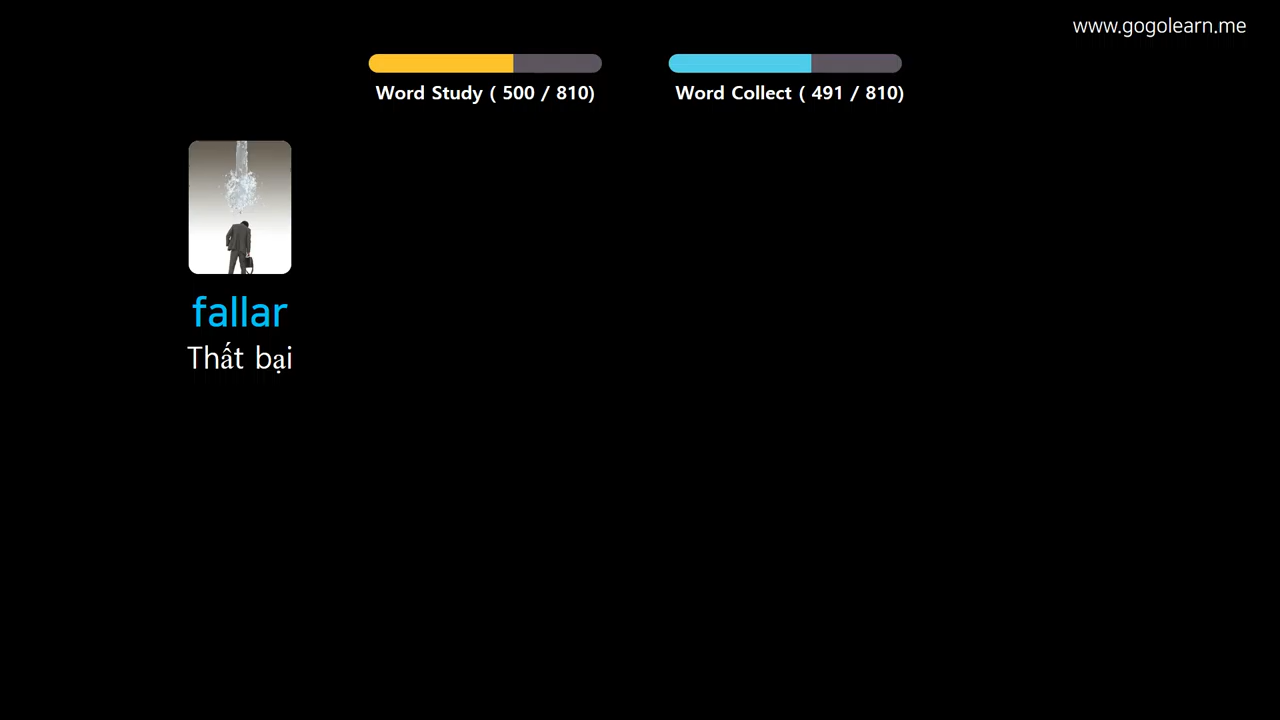 www.gogolearn.me
Word Study ( 500 / 810)
Word Collect ( 491 / 810)
fallar
Thất bại